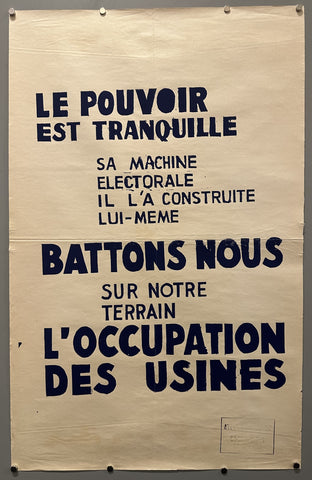 LE POUVOIR
EST TRANQUILLE
SA MACHINE
ELECTORALE
IL L'A CONSTRUITE
LUI-MEME
BATTONS NOUS
SUR NOTRE
TERRAIN
L'OCCUPATION
DES USINES